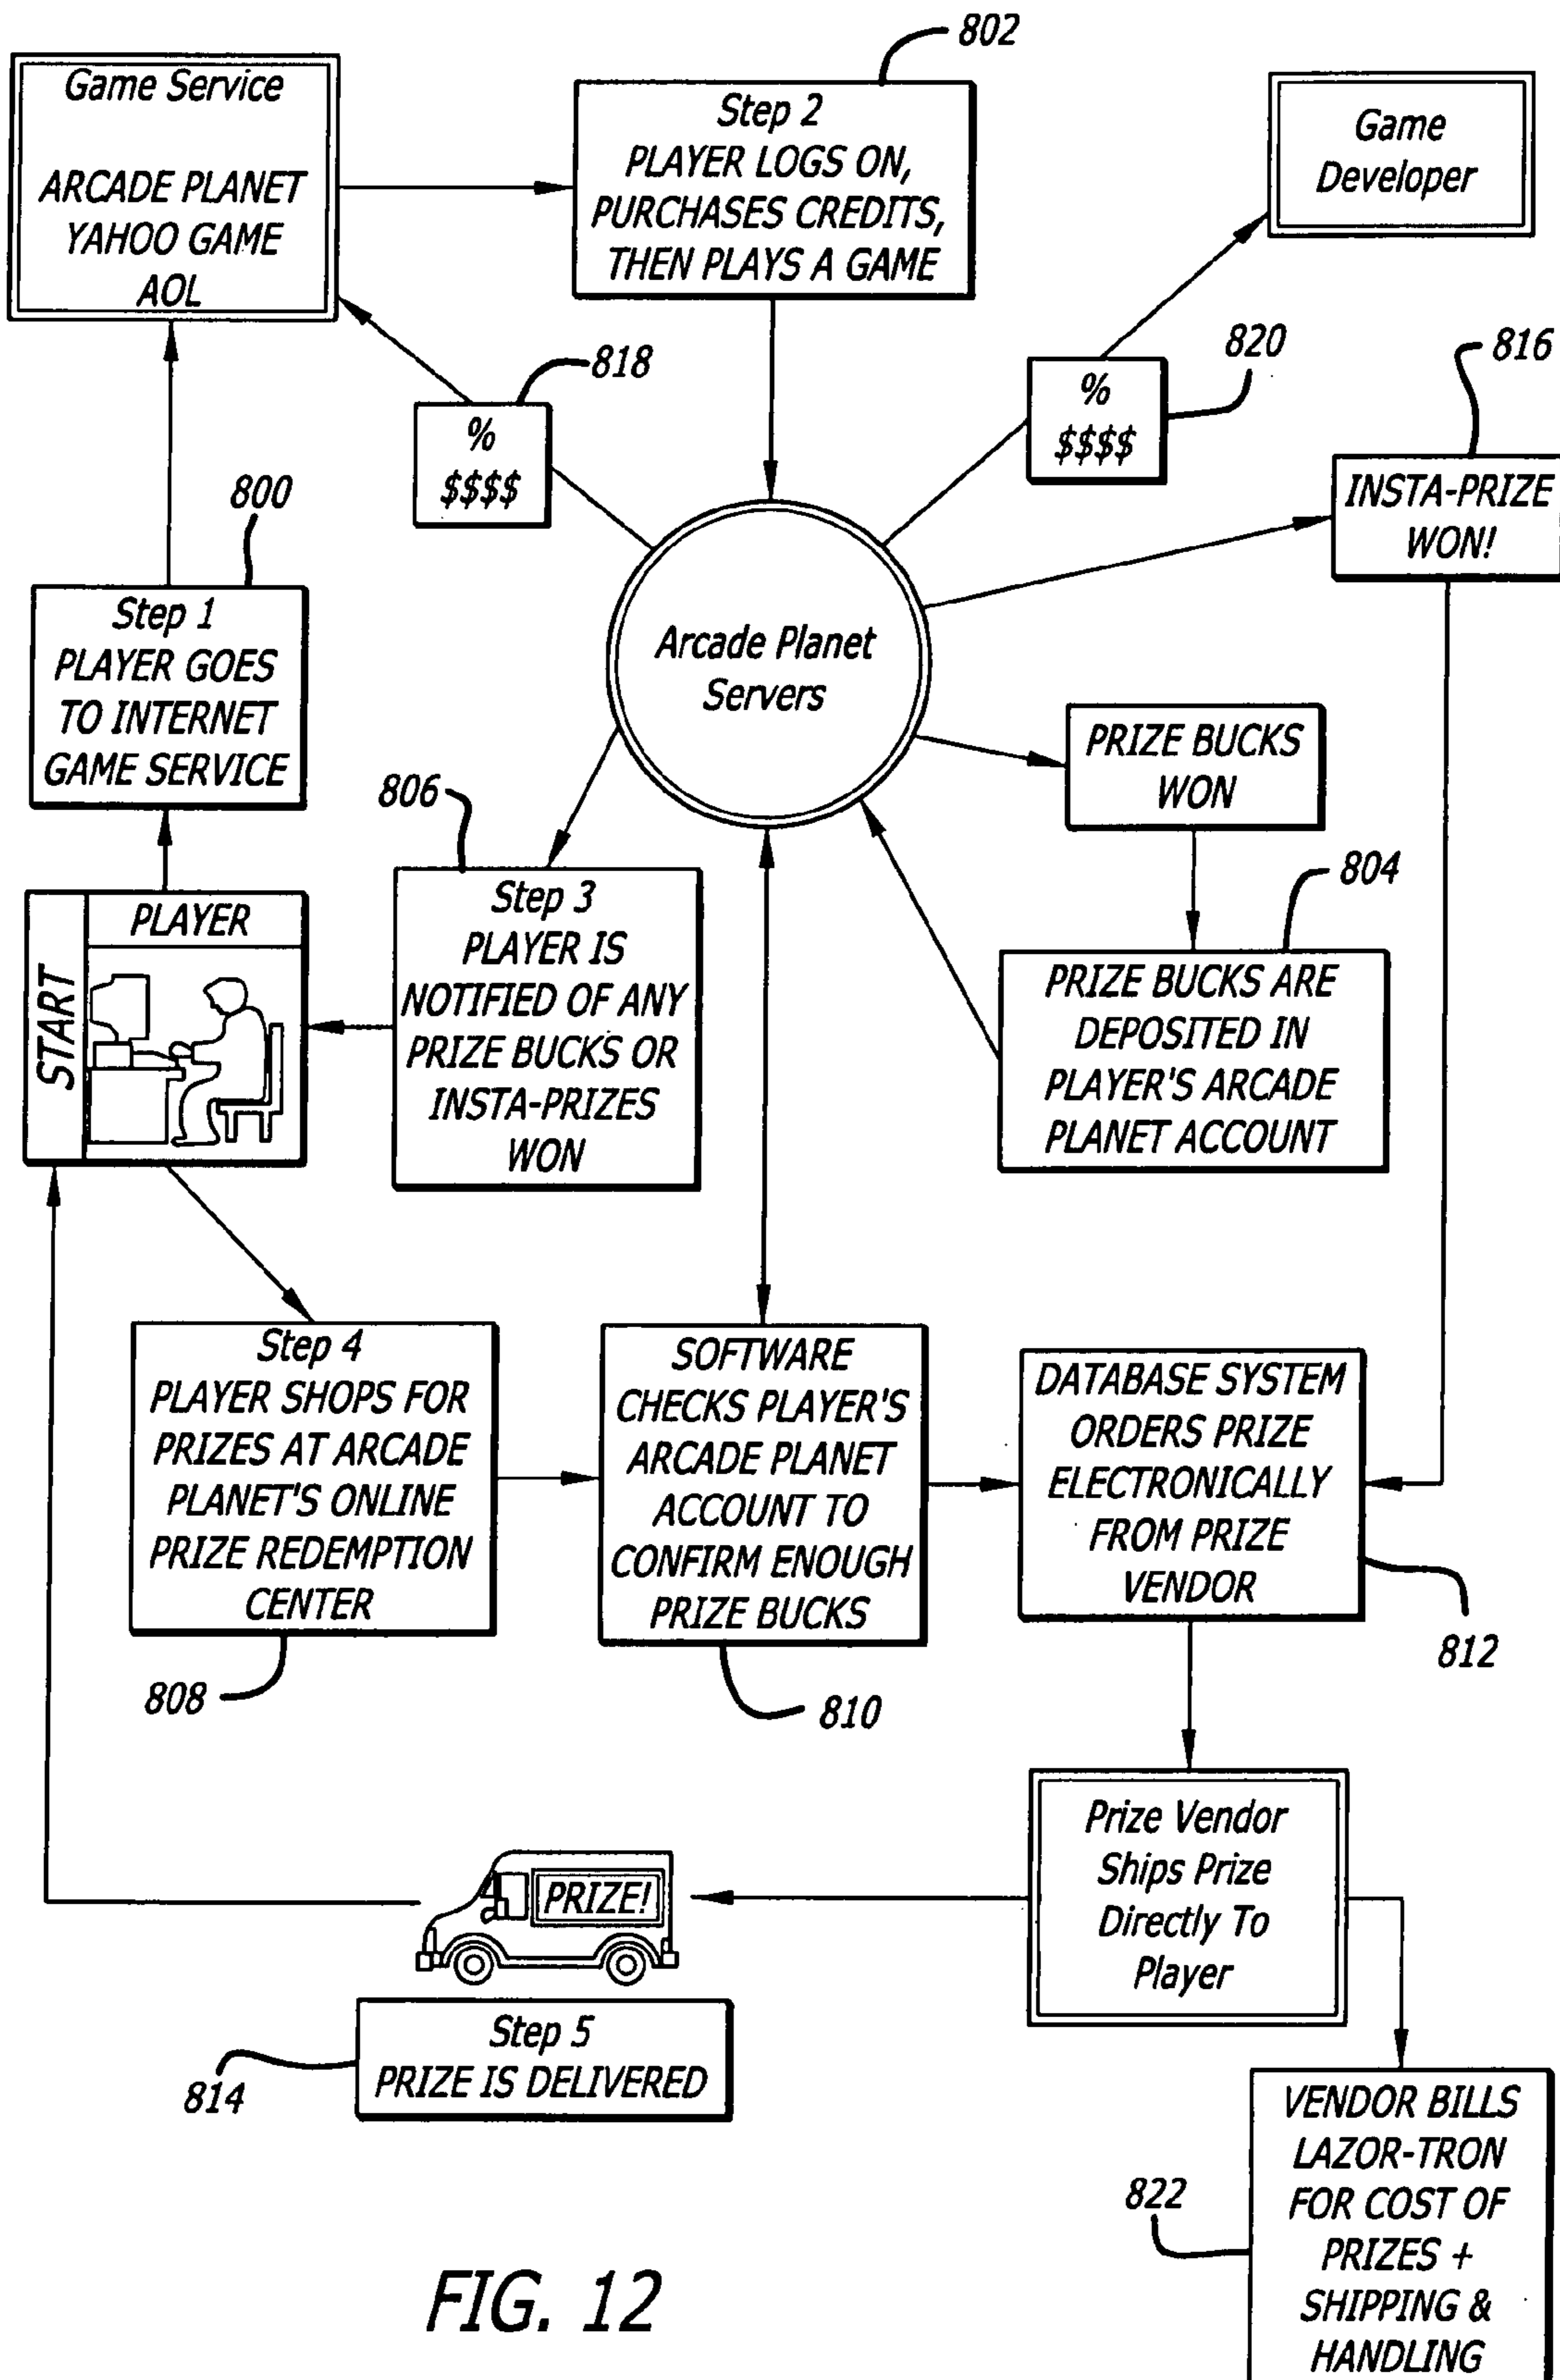 802
Game Service
ARCADE PLANET
YAHOO GAME
AOL
Step 2
PLAYER LOGS ON,
PURCHASES CREDITS,
THEN PLAYS A GAME
Game
Developer
818
%
$$$$
820
%
$$$$
816
INSTA-PRIZE
WON!
800
Step 1
PLAYER GOES
TO INTERNET
GAME SERVICE
Arcade Planet
Servers
PRIZE BUCKS
WON
806
Step 3
PLAYER IS
NOTIFIED OF ANY
PRIZE BUCKS OR
INSTA-PRIZES
WON
804
PRIZE BUCKS ARE
DEPOSITED IN
PLAYER'S ARCADE
PLANET ACCOUNT
START
PLAYER
Step 4
PLAYER SHOPS FOR
PRIZES AT ARCADE
PLANET'S ONLINE
PRIZE REDEMPTION
CENTER
808
SOFTWARE
CHECKS PLAYER'S
ARCADE PLANET
ACCOUNT TO
CONFIRM ENOUGH
PRIZE BUCKS
810
DATABASE SYSTEM
ORDERS PRIZE
ELECTRONICALLY
FROM PRIZE
VENDOR
812
Prize Vendor
Ships Prize
Directly To
Player
PRIZE!
Step 5
PRIZE IS DELIVERED
814
822
VENDOR BILLS
LAZOR-TRON
FOR COST OF
PRIZES +
SHIPPING &
HANDLING
FIG. 12